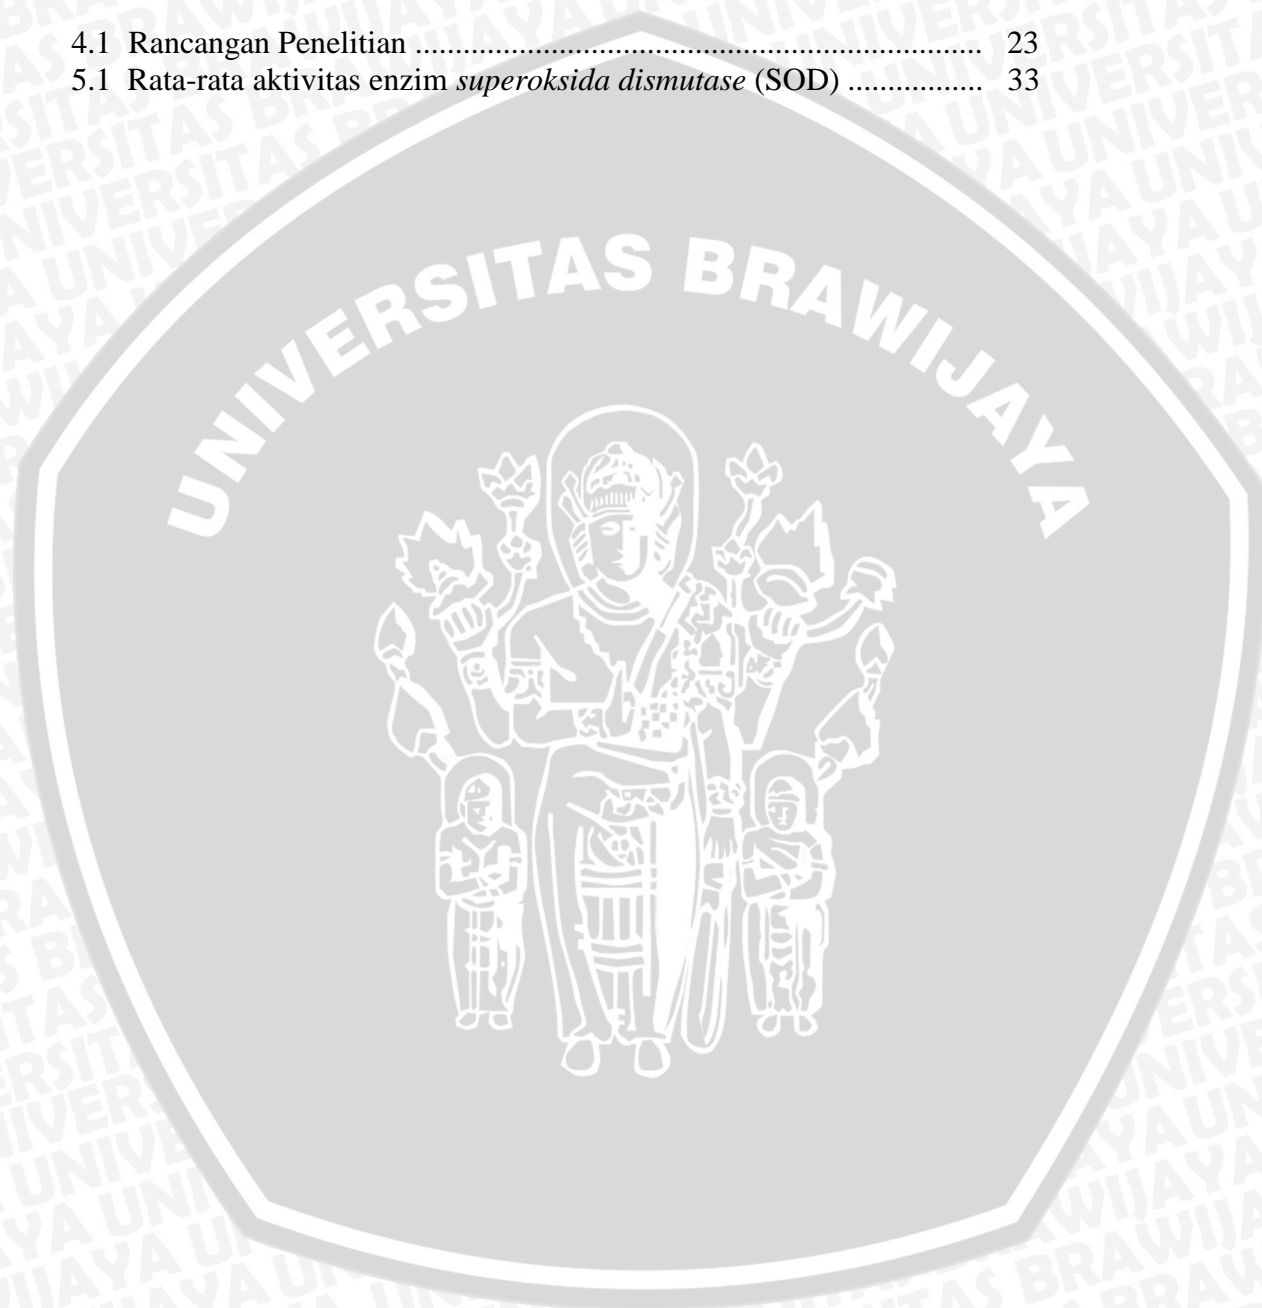 4.1 Rancangan Penelitian ....................................................................... 23
5.1 Rata-rata aktivitas enzim superoksida dismutase (SOD) ................. 33
UNIVERSITAS BRAWIJAYA